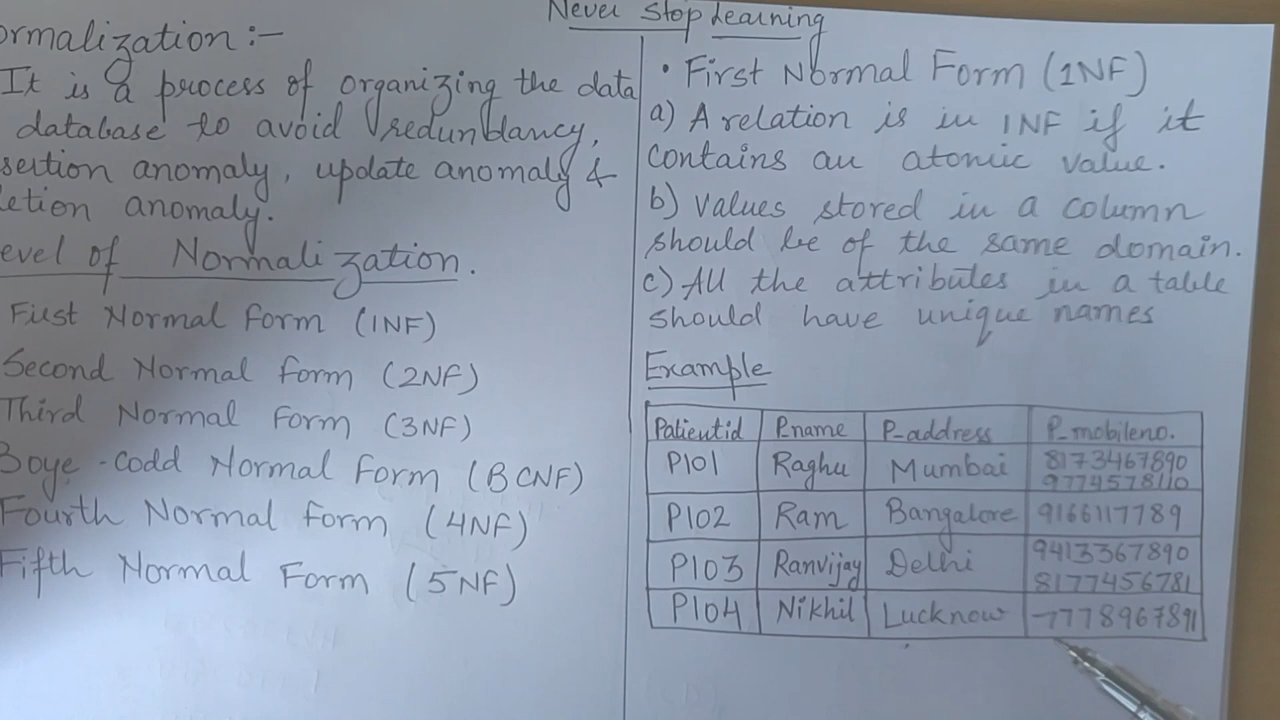 Never Stop Learning
ormalization :-
It is a process of organizing the data
database to avoid redundancy,
sertion anomaly, update anomaly &
letion anomaly.
evel of Normalization.
First Normal Form (1NF)
Second Normal Form (2NF)
Third Normal Form (3NF)
Boye-Codd Normal Form (BCNF)
Fourth Normal Form (4NF)
Fifth Normal Form (5NF)
• First Normal Form (1NF)
a) A relation is in 1NF if it
contains an atomic value.
b) Values stored in a column
should be of the same domain.
c) All the attributes in a table
should have unique names
Example
Patientid P.name P-address P-mobileno.
P101 Raghu Mumbai 8173467890
9774578110
P102 Ram Bangalore 9166117789
P103 Ranvijay Delhi 9413367890
8177456781
P104 Nikhil Lucknow 7778967891